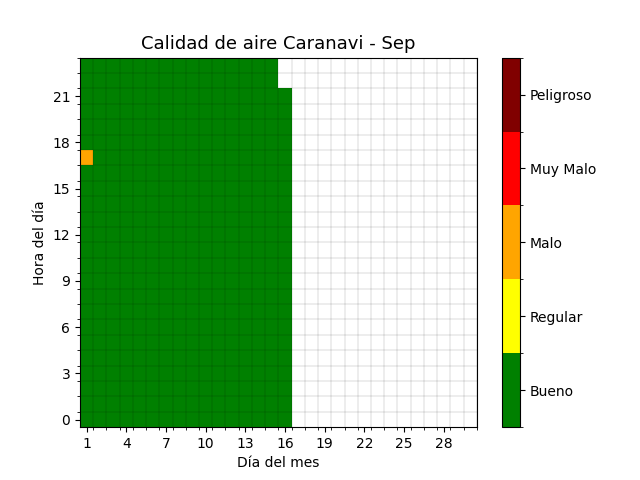 Calidad de aire Caranavi - Sep
21
18
15
12
9
6
3
0
Hora del día
1 4 7 10 13 16 19 22 25 28
Día del mes
Peligroso
Muy Malo
Malo
Regular
Bueno